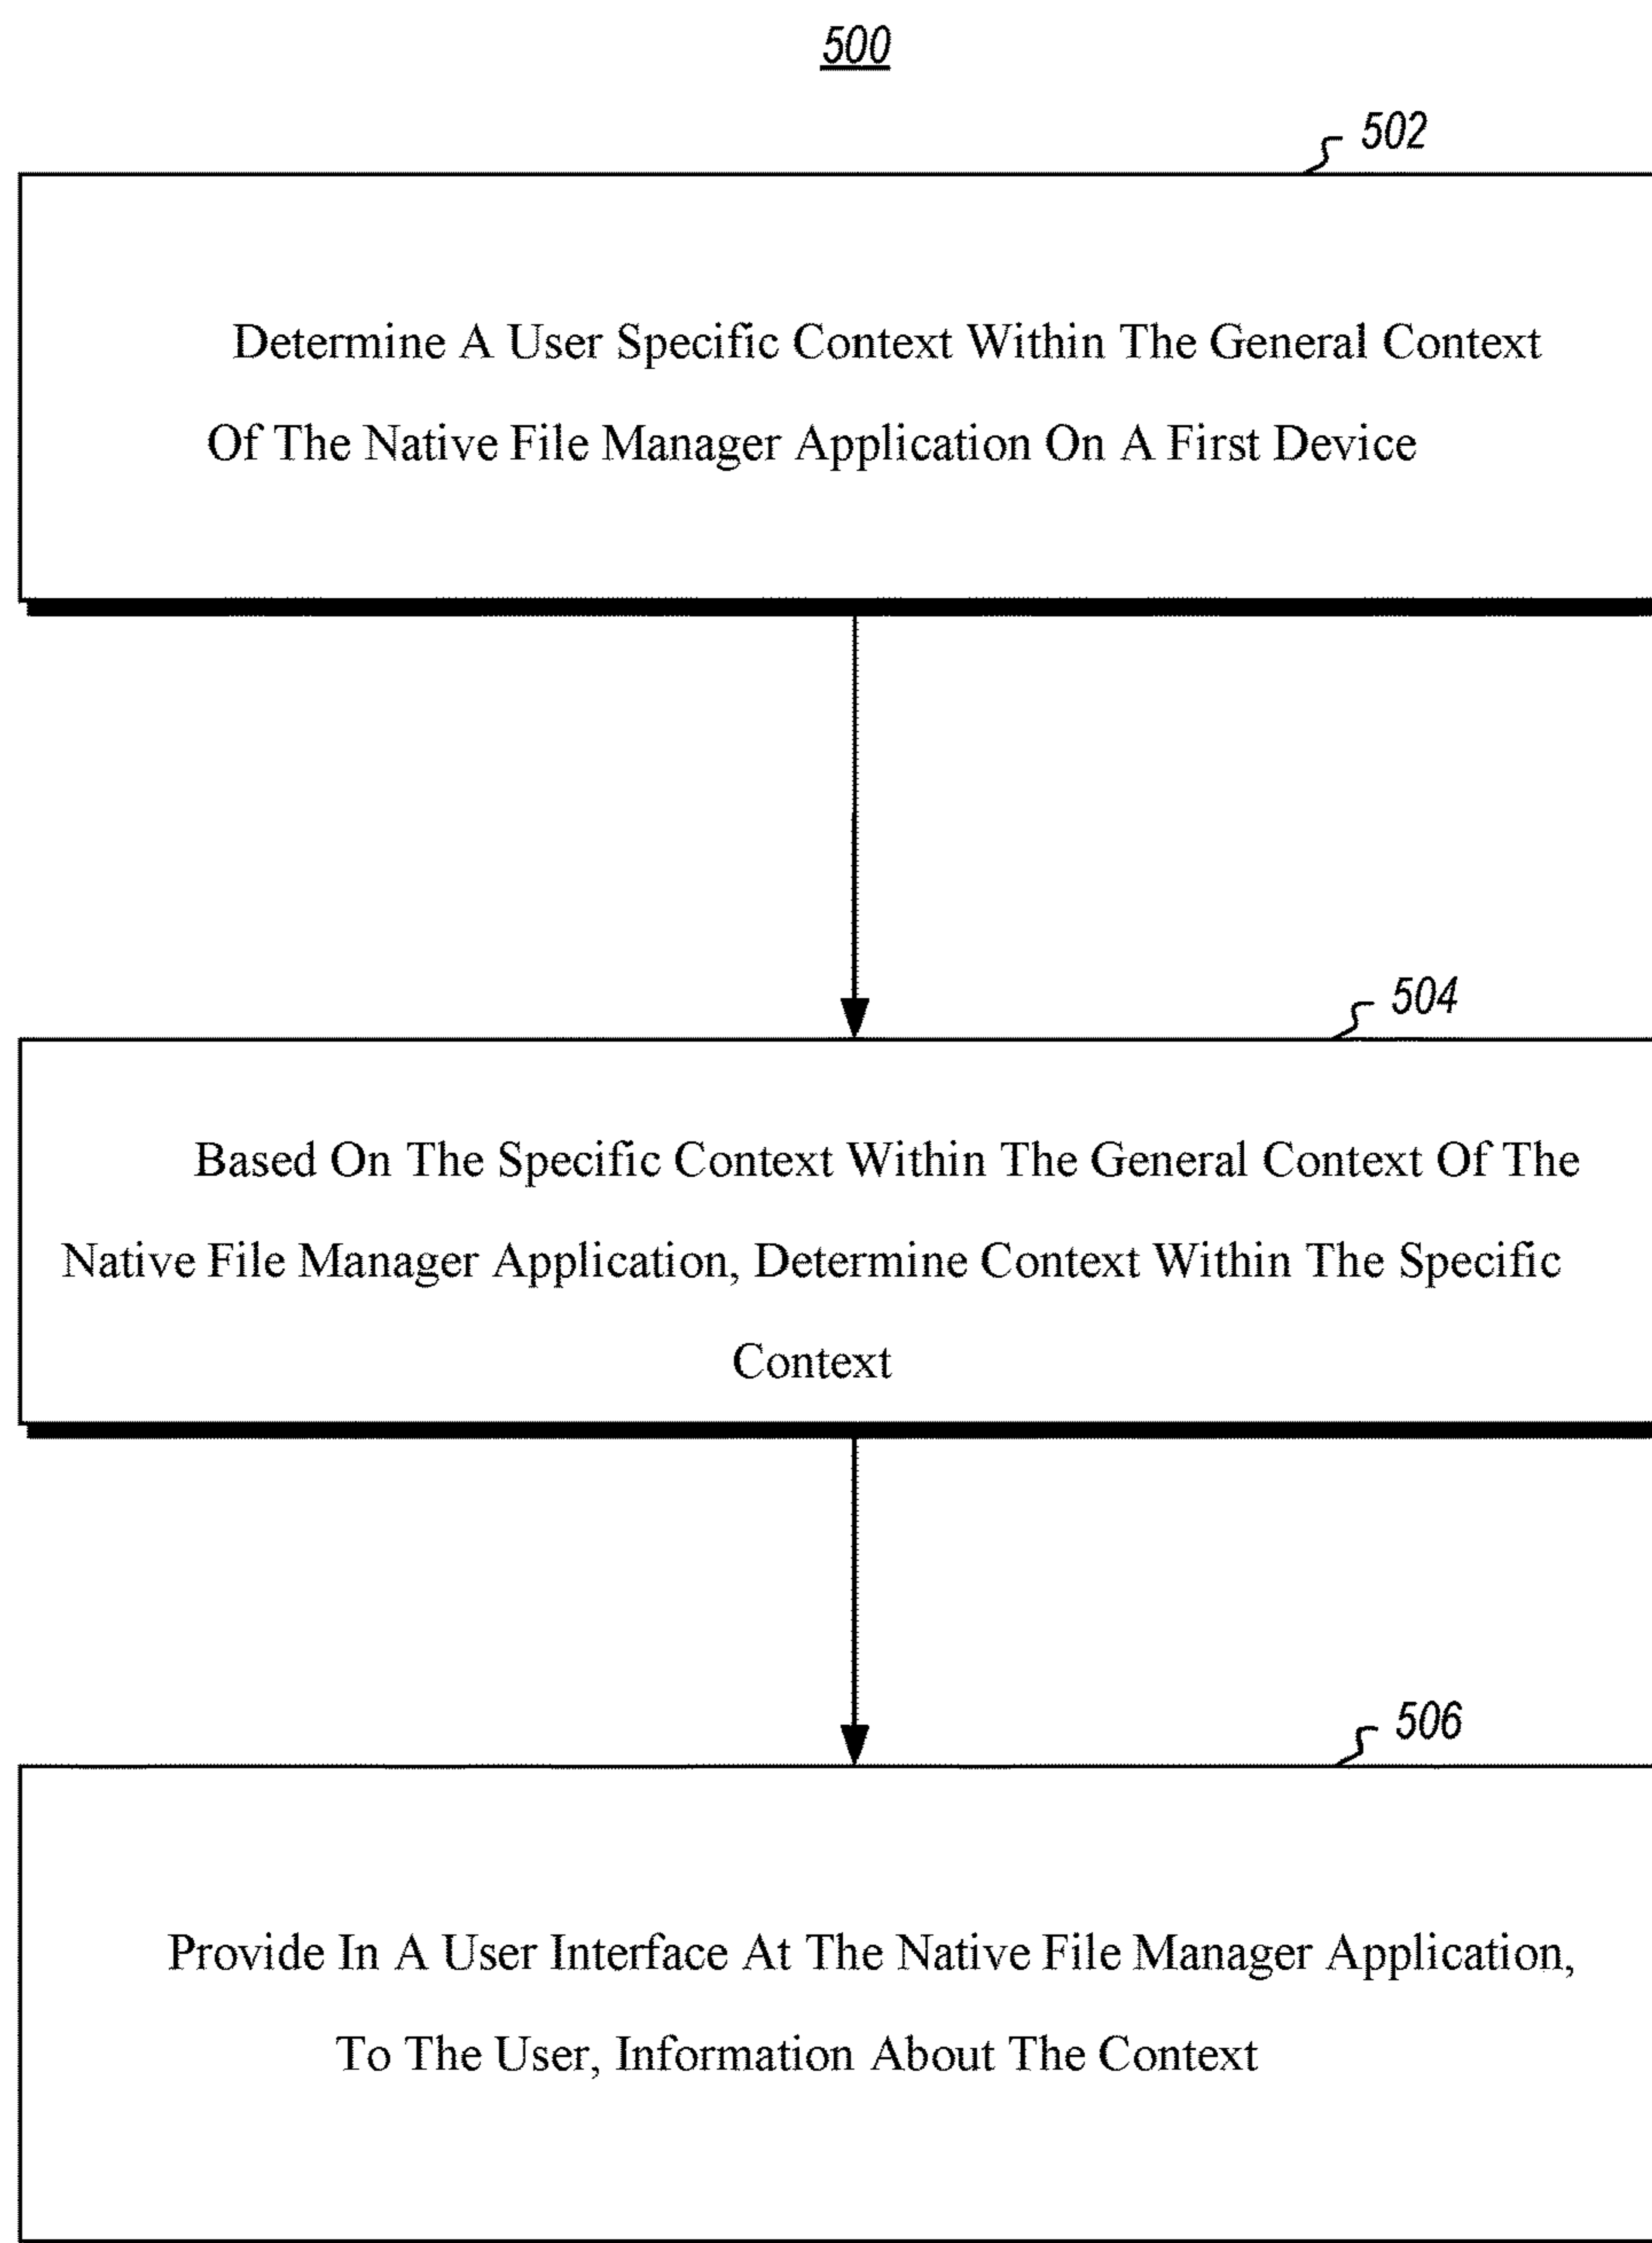 500
502
Determine A User Specific Context Within The General Context
Of The Native File Manager Application On A First Device
504
Based On The Specific Context Within The General Context Of The
Native File Manager Application, Determine Context Within The Specific
Context
506
Provide In A User Interface At The Native File Manager Application,
To The User, Information About The Context